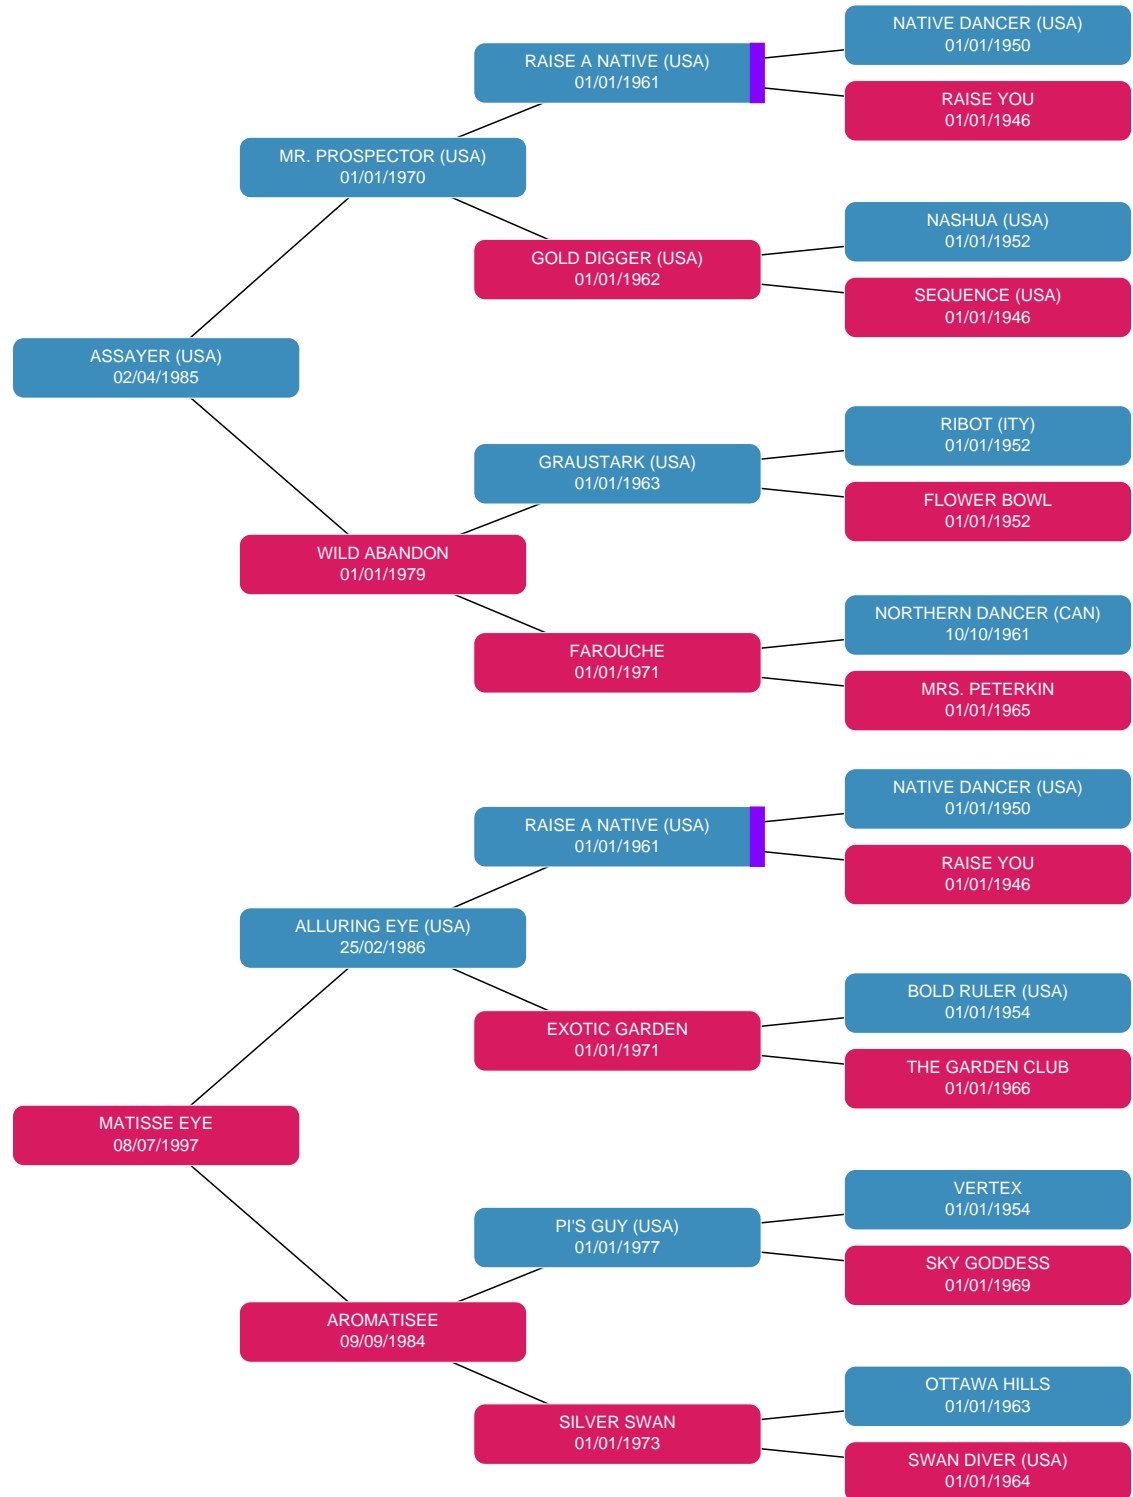 NATIVE DANCER (USA)
01/01/1950
RAISE A NATIVE (USA)
01/01/1961
RAISE YOU
01/01/1946
MR. PROSPECTOR (USA)
01/01/1970
NASHUA (USA)
01/01/1952
GOLD DIGGER (USA)
01/01/1962
SEQUENCE (USA)
01/01/1946
ASSAYER (USA)
02/04/1985
RIBOT (ITY)
01/01/1952
GRAUSTARK (USA)
01/01/1963
FLOWER BOWL
01/01/1952
WILD ABANDON
01/01/1979
NORTHERN DANCER (CAN)
10/10/1961
FAROUCHE
01/01/1971
MRS. PETERKIN
01/01/1965
NATIVE DANCER (USA)
01/01/1950
RAISE A NATIVE (USA)
01/01/1961
RAISE YOU
01/01/1946
ALLURING EYE (USA)
25/02/1986
BOLD RULER (USA)
01/01/1954
EXOTIC GARDEN
01/01/1971
THE GARDEN CLUB
01/01/1966
MATISSE EYE
08/07/1997
VERTEX
01/01/1954
PI'S GUY (USA)
01/01/1977
SKY GODDESS
01/01/1969
AROMATISEE
09/09/1984
OTTAWA HILLS
01/01/1963
SILVER SWAN
01/01/1973
SWAN DIVER (USA)
01/01/1964